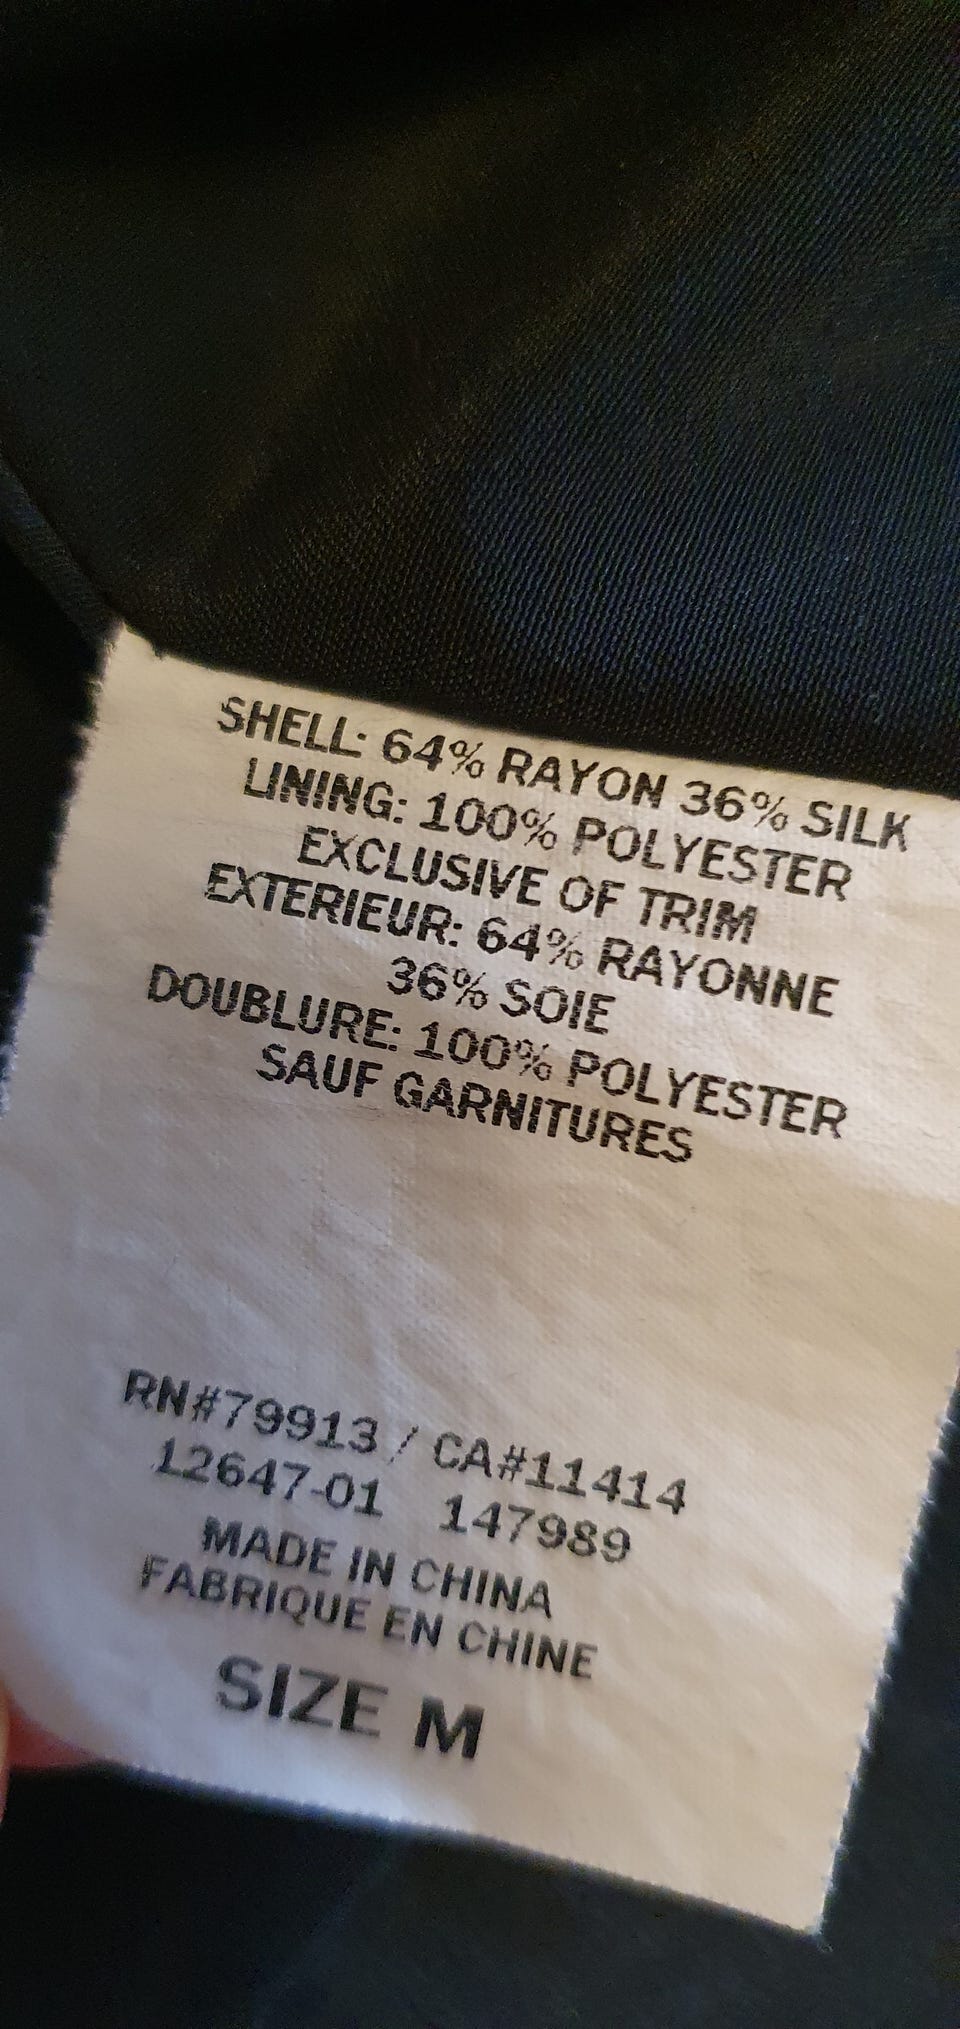 SHELL: 64% RAYON 36% SILK
LINING: 100% POLYESTER
EXCLUSIVE OF TRIM
EXTERIEUR: 64% RAYONNE
36% SOIE
DOUBLURE: 100% POLYESTER
SAUF GARNITURES
RN#79913 / CA#11414
12647-01 147989
MADE IN CHINA
FABRIQUE EN CHINE
SIZE M